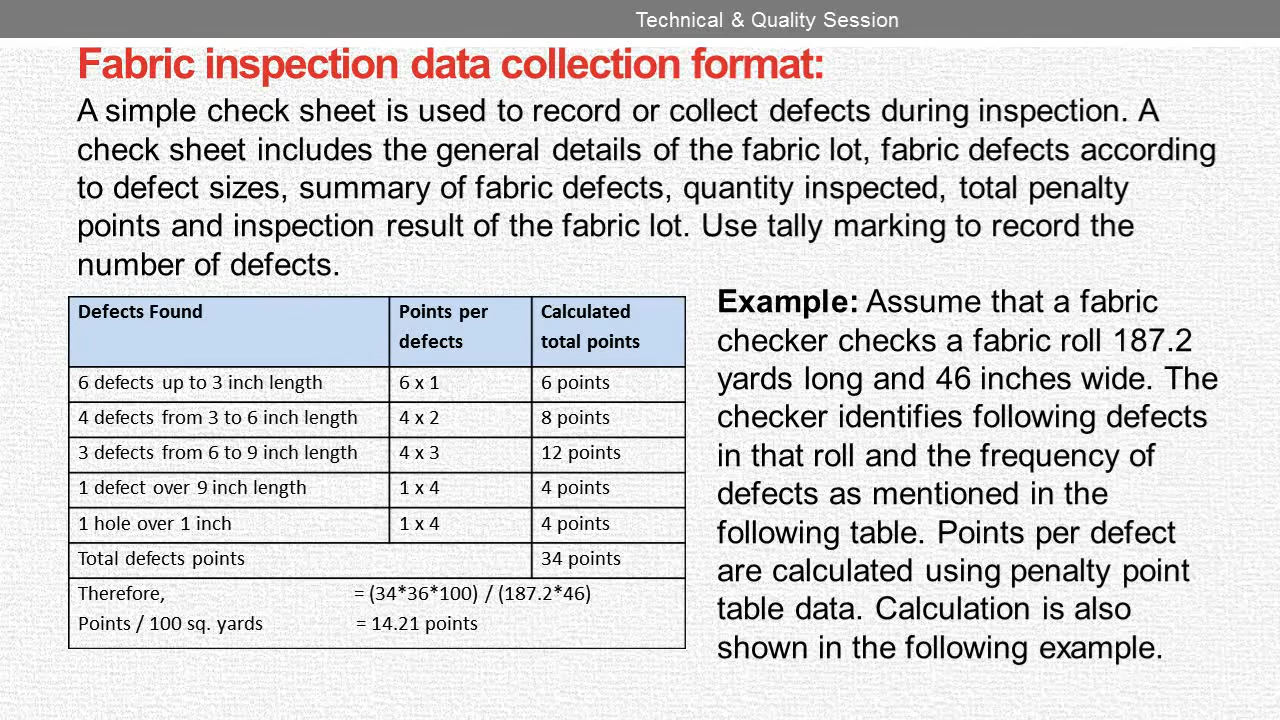 Technical & Quality Session
Fabric inspection data collection format:
A simple check sheet is used to record or collect defects during inspection. A
check sheet includes the general details of the fabric lot, fabric defects according
to defect sizes, summary of fabric defects, quantity inspected, total penalty
points and inspection result of the fabric lot. Use tally marking to record the
number of defects.
Defects Found Points per defects Calculated total points
6 defects up to 3 inch length 6 x 1 6 points
4 defects from 3 to 6 inch length 4 x 2 8 points
3 defects from 6 to 9 inch length 4 x 3 12 points
1 defect over 9 inch length 1 x 4 4 points
1 hole over 1 inch 1 x 4 4 points
Total defects points 34 points
Therefore, = (34*36*100) / (187.2*46)
Points / 100 sq. yards = 14.21 points
Example: Assume that a fabric
checker checks a fabric roll 187.2
yards long and 46 inches wide. The
checker identifies following defects
in that roll and the frequency of
defects as mentioned in the
following table. Points per defect
are calculated using penalty point
table data. Calculation is also
shown in the following example.